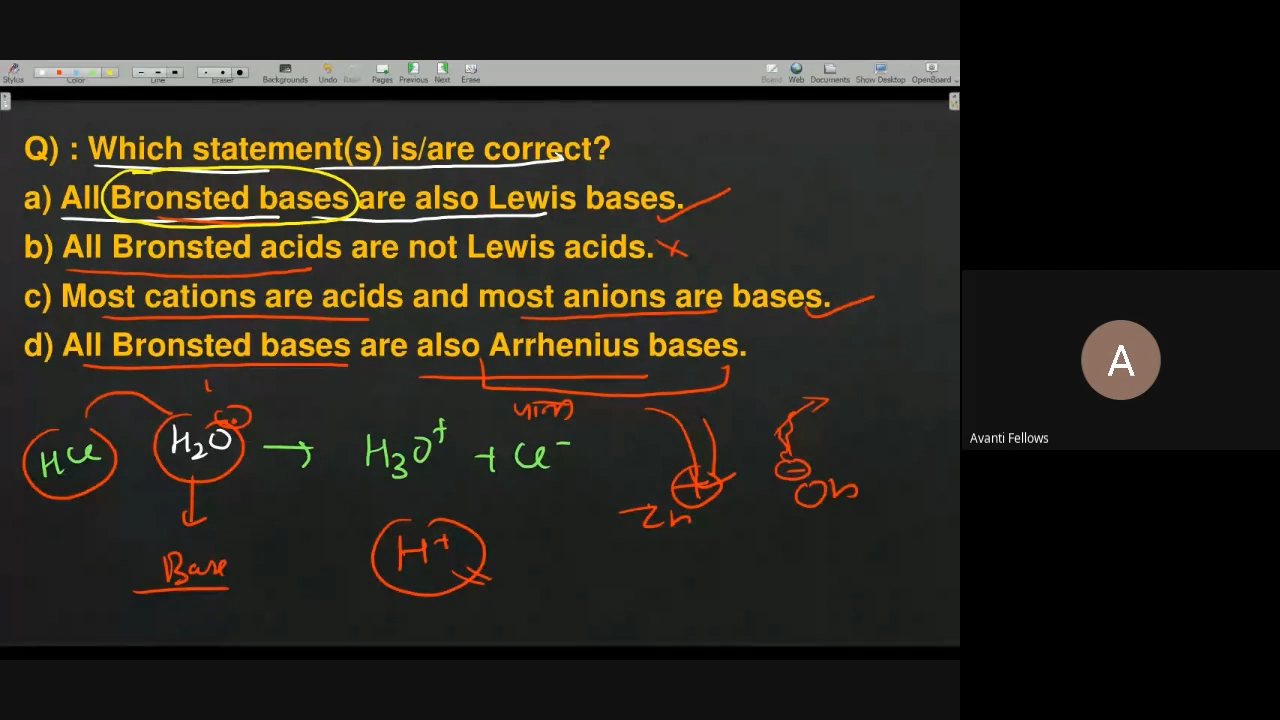 Stylus Color Line Eraser Backgrounds Undo Pages Previous Next Erase Board Web Documents Show Desktop OpenBoard
Q) : Which statement(s) is/are correct?
a) All Bronsted bases are also Lewis bases.
b) All Bronsted acids are not Lewis acids.
c) Most cations are acids and most anions are bases.
d) All Bronsted bases are also Arrhenius bases.
HCl H₂O → H₃O⁺ + Cl⁻
H⁺
Base
A
Avanti Fellows